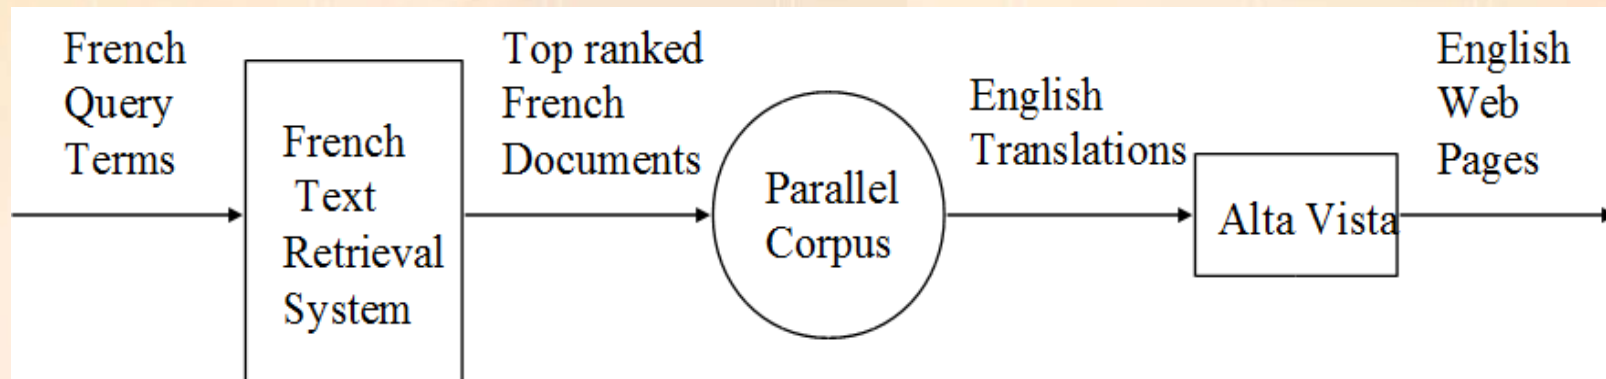 French
Query
Terms
French
Text
Retrieval
System
Top ranked
French
Documents
Parallel
Corpus
English
Translations
Alta Vista
English
Web
Pages